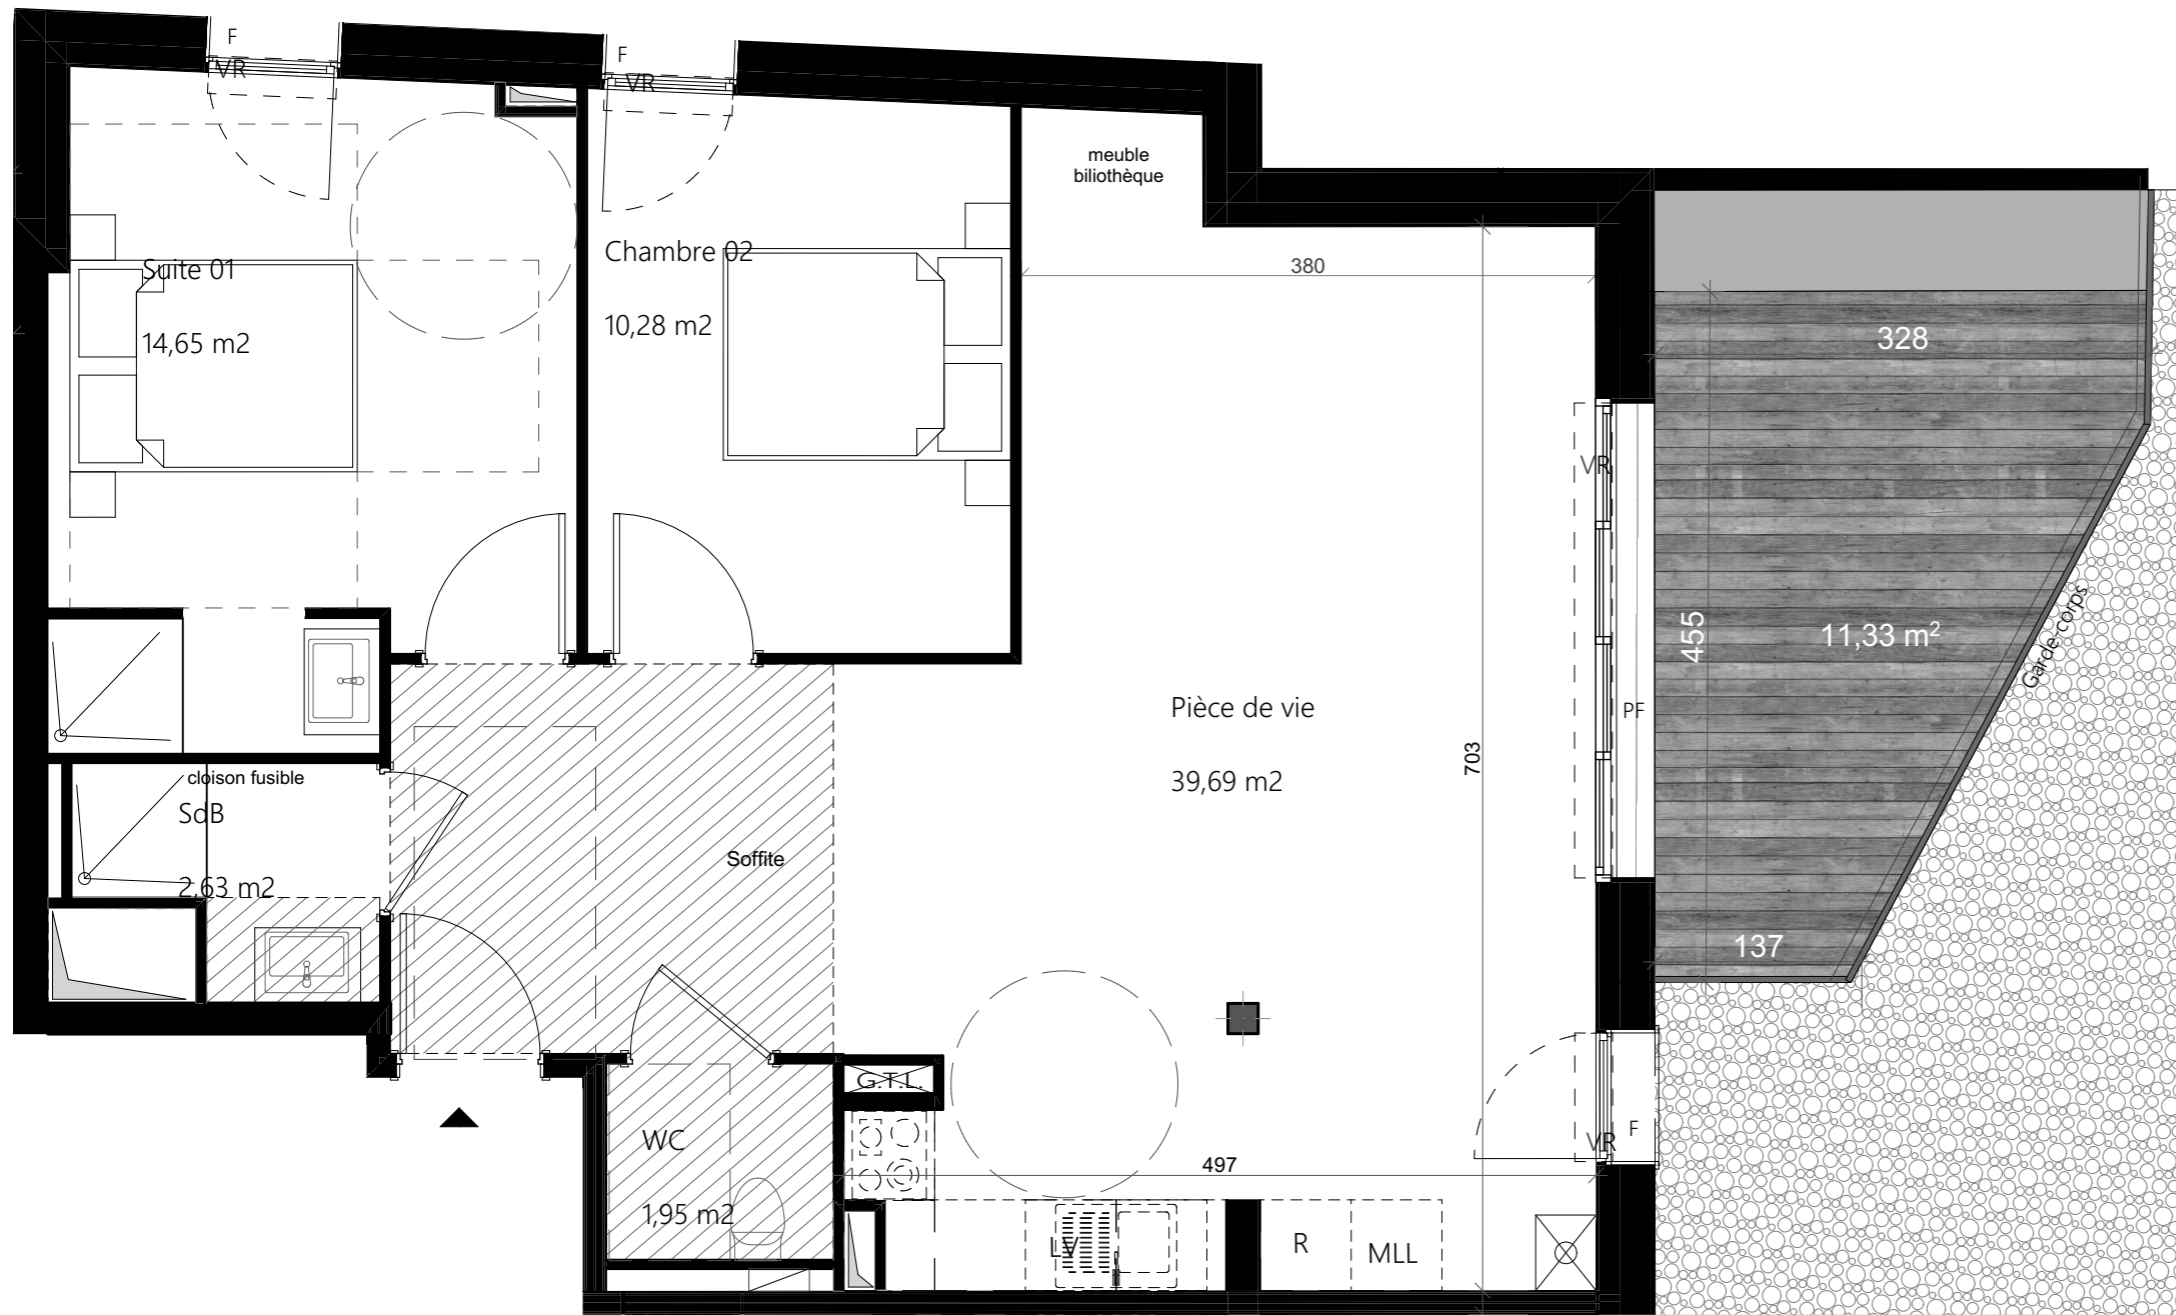 F
VR
F
VR
meuble
biliothèque
Suite 01
14,65 m2
Chambre 02
10,28 m2
380
328
VR
455
11,33 m²
Garde-corps
Pièce de vie
39,69 m2
703
PF
cloison fusible
SdB
2,63 m2
Soffite
137
G.T.L.
WC
1,95 m2
497
VR
F
LV
R
MLL